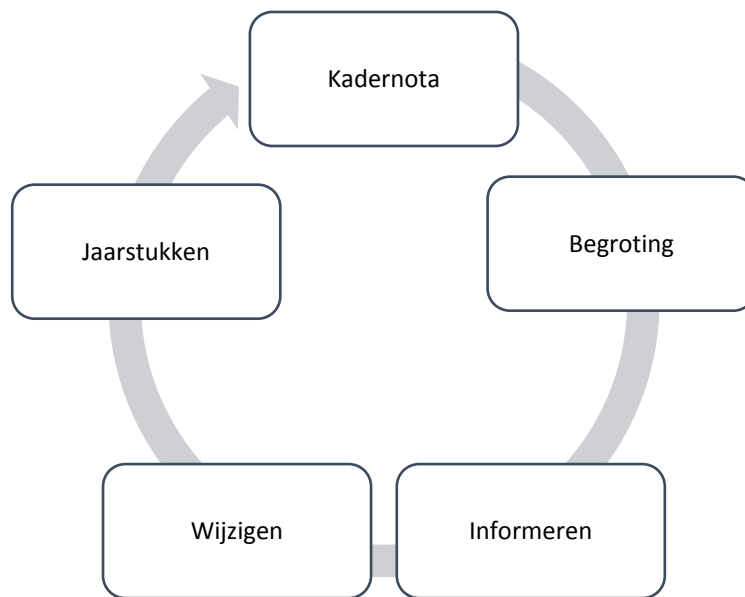 Kadernota
Begroting
Informeren
Wijzigen
Jaarstukken